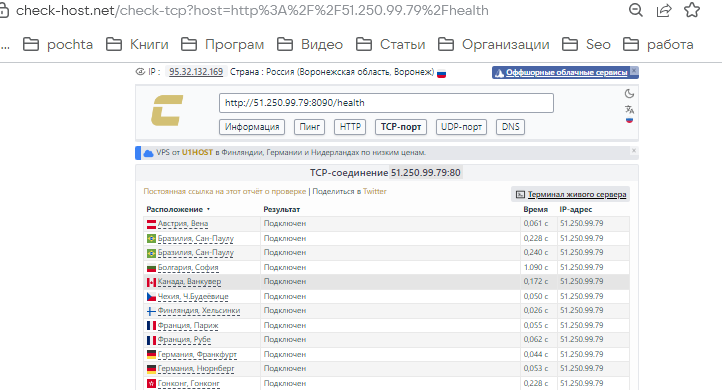 check-host.net/check-tcp?host=http%3A%2F%2F51.250.99.79%2Fhealth
... pochta Книги Програм Видео Статьи Организации Seo работа
IP : 95.32.132.169 Страна : Россия (Воронежская область, Воронеж) Оффшорные облачные сервисы
http://51.250.99.79:8090/health
Информация Пинг HTTP TCP-порт UDP-порт DNS
VPS от U1HOST в Финляндии, Германии и Нидерландах по низким ценам.
TCP-соединение 51.250.99.79:80
Постоянная ссылка на этот отчёт о проверке | Поделиться в Twitter
Терминал живого сервера
Расположение Результат Время IP-адрес
Австрия, Вена Подключен 0,061 с 51.250.99.79
Бразилия, Сан-Паулу Подключен 0,228 с 51.250.99.79
Бразилия, Сан-Паулу Подключен 0,240 с 51.250.99.79
Болгария, София Подключен 1.090 с 51.250.99.79
Канада, Ванкувер Подключен 0,172 с 51.250.99.79
Чехия, Ч.Будеевице Подключен 0,050 с 51.250.99.79
Финляндия, Хельсинки Подключен 0,026 с 51.250.99.79
Франция, Париж Подключен 0,055 с 51.250.99.79
Франция, Рубе Подключен 0,062 с 51.250.99.79
Германия, Франкфурт Подключен 0,044 с 51.250.99.79
Германия, Нюрнберг Подключен 0,053 с 51.250.99.79
Гонконг, Гонконг Подключен 0,228 с 51.250.99.79